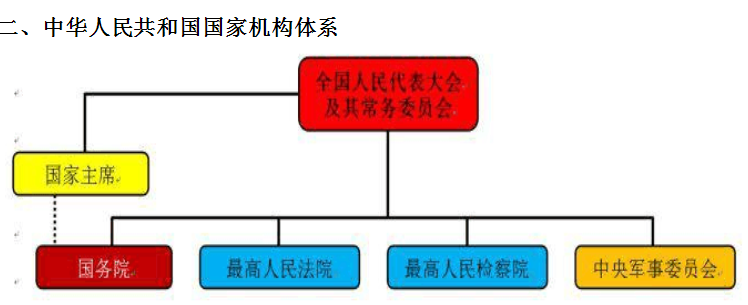 二、中华人民共和国国家机构体系
全国人民代表大会
及其常务委员会
国家主席
国务院
最高人民法院
最高人民检察院
中央军事委员会